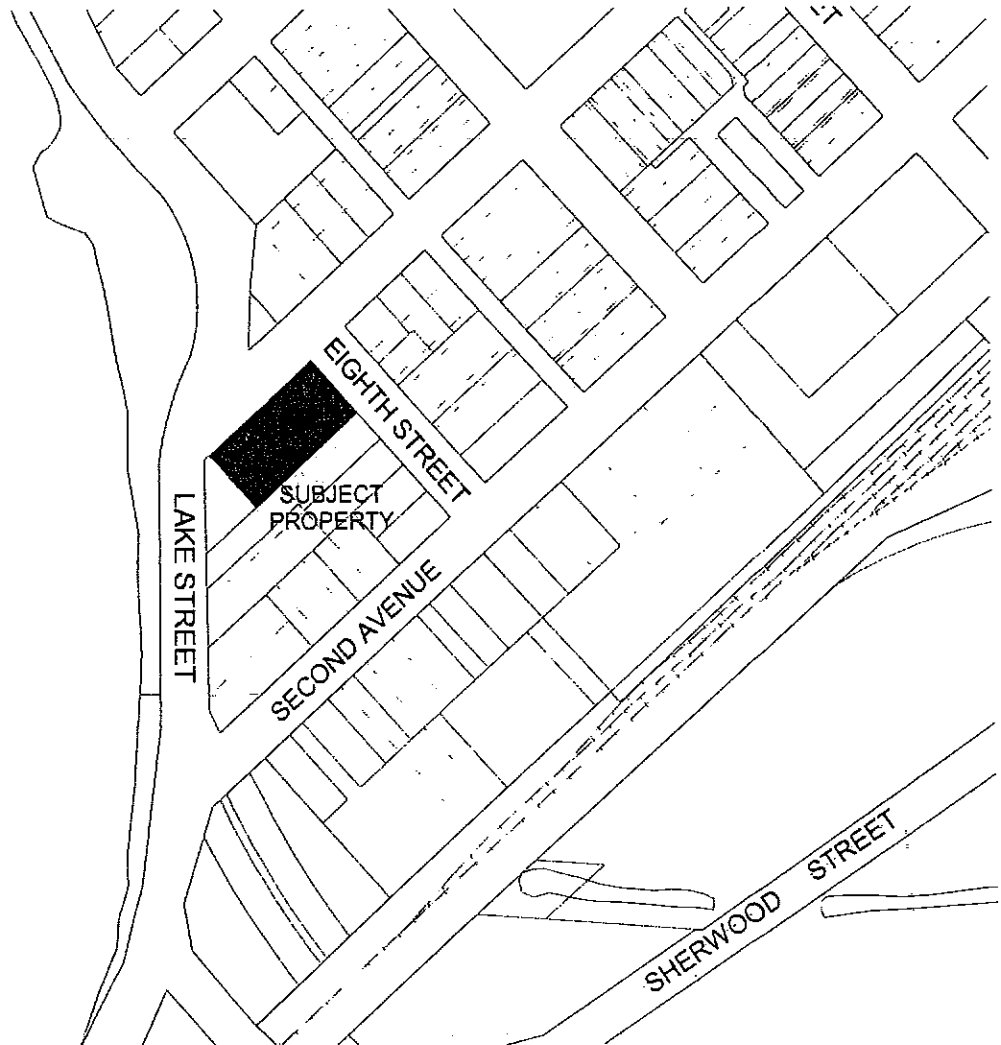 EIGHTH STREET
SUBJECT
PROPERTY
LAKE STREET
SECOND AVENUE
SHERWOOD STREET